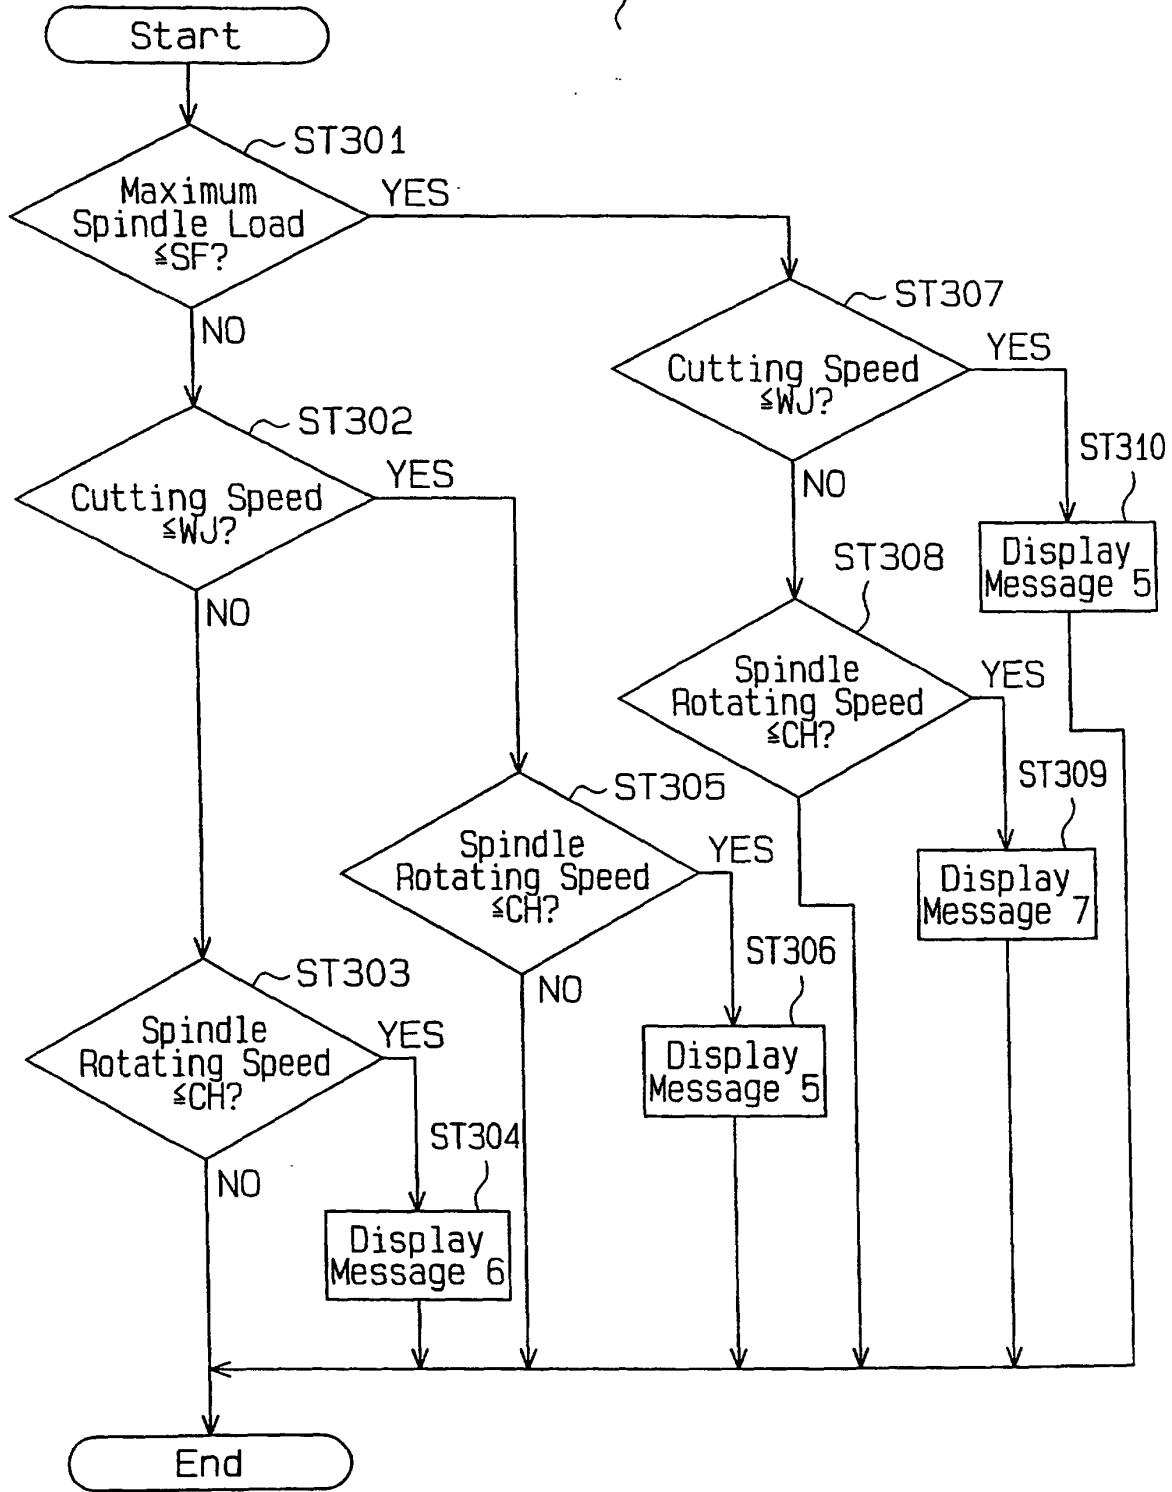 Start
ST301
Maximum
Spindle Load
≦SF?
YES
NO
ST307
Cutting Speed
≦WJ?
YES
NO
ST302
Cutting Speed
≦WJ?
YES
NO
ST310
Display
Message 5
ST308
Spindle
Rotating Speed
≦CH?
YES
ST309
Display
Message 7
ST305
Spindle
Rotating Speed
≦CH?
YES
NO
ST306
Display
Message 5
ST303
Spindle
Rotating Speed
≦CH?
YES
NO
ST304
Display
Message 6
End